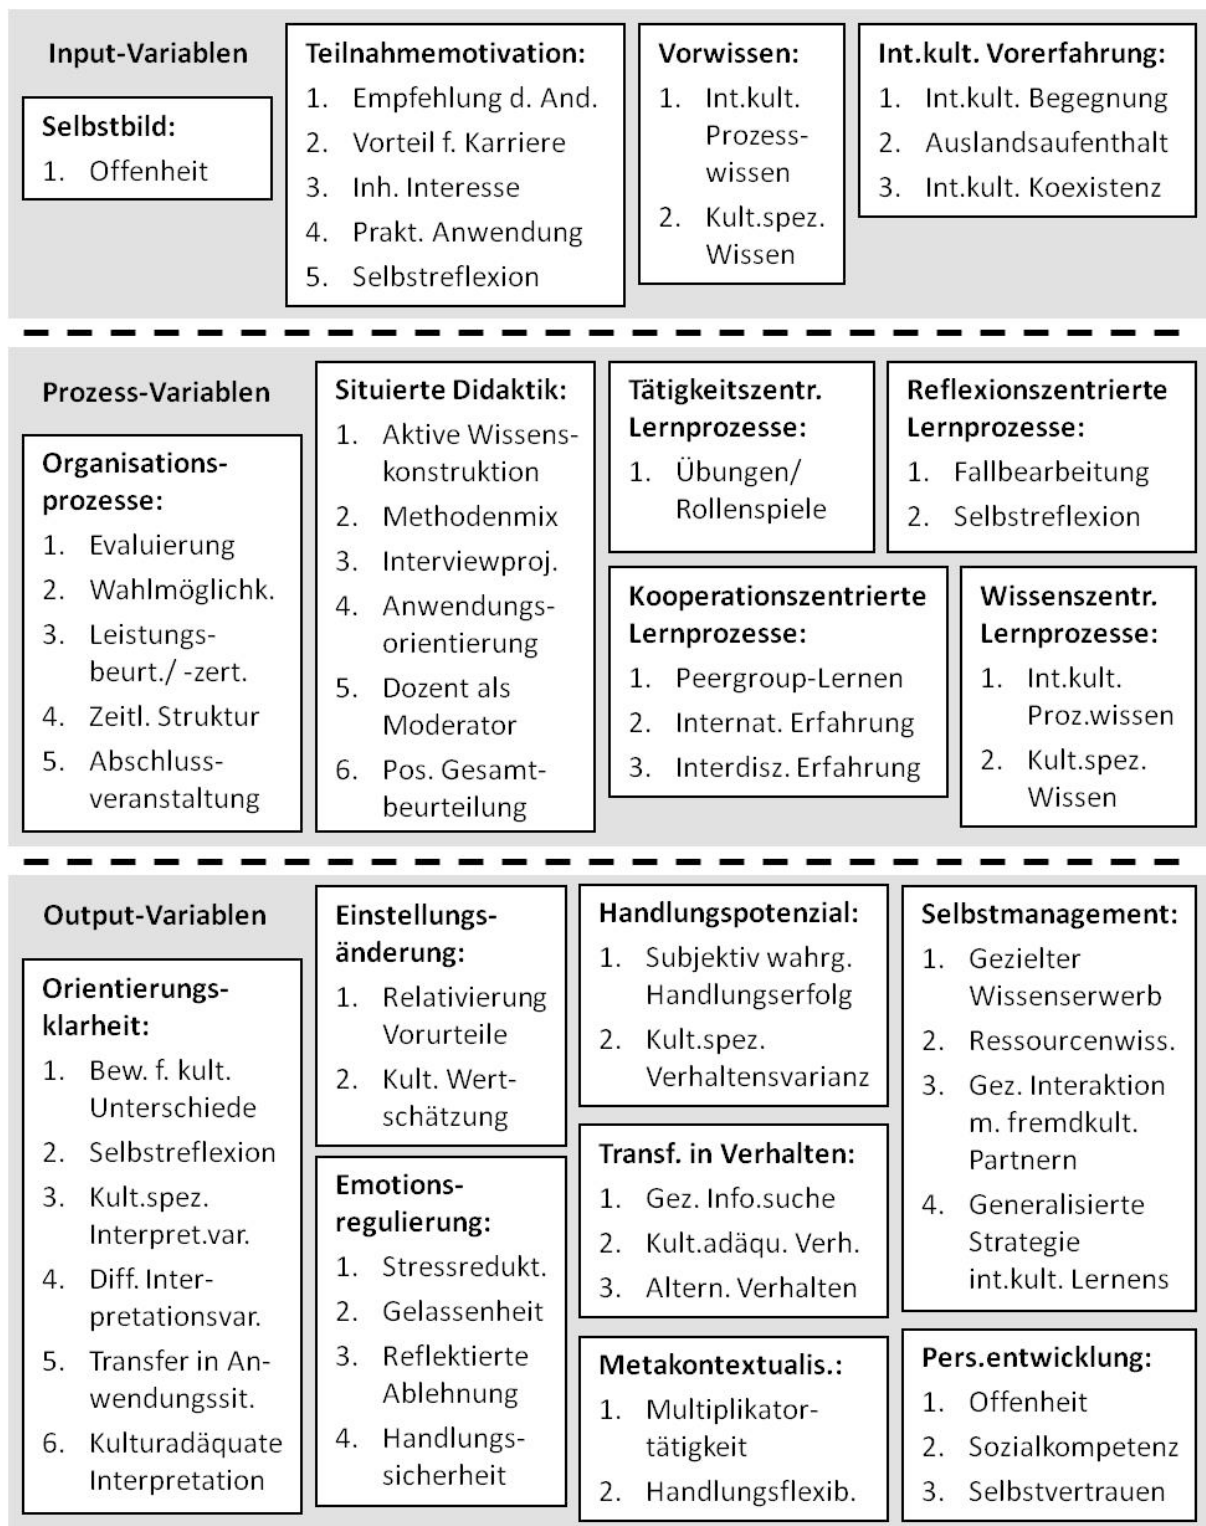 Input-Variablen
Selbstbild:
1. Offenheit
Teilnahmemotivation:
1. Empfehlung d. And.
2. Vorteil f. Karriere
3. Inh. Interesse
4. Prakt. Anwendung
5. Selbstreflexion
Vorwissen:
1. Int.kult.
Prozess-
wissen
2. Kult.spez.
Wissen
Int.kult. Vorerfahrung:
1. Int.kult. Begegnung
2. Auslandsaufenthalt
3. Int.kult. Koexistenz
Prozess-Variablen
Organisations-
prozesse:
1. Evaluierung
2. Wahlmöglichk.
3. Leistungs-
beurt./ -zert.
4. Zeitl. Struktur
5. Abschluss-
veranstaltung
Situierte Didaktik:
1. Aktive Wissens-
konstruktion
2. Methodenmix
3. Interviewproj.
4. Anwendungs-
orientierung
5. Dozent als
Moderator
6. Pos. Gesamt-
beurteilung
Tätigkeitszentr.
Lernprozesse:
1. Übungen/
Rollenspiele
Reflexionszentrierte
Lernprozesse:
1. Fallbearbeitung
2. Selbstreflexion
Kooperationszentrierte
Lernprozesse:
1. Peergroup-Lernen
2. Internat. Erfahrung
3. Interdisz. Erfahrung
Wissenszentr.
Lernprozesse:
1. Int.kult.
Proz.wissen
2. Kult.spez.
Wissen
Output-Variablen
Orientierungs-
klarheit:
1. Bew. f. kult.
Unterschiede
2. Selbstreflexion
3. Kult.spez.
Interpret.var.
4. Diff. Inter-
pretationsvar.
5. Transfer in An-
wendungssit.
6. Kulturadäquate
Interpretation
Einstellungs-
änderung:
1. Relativierung
Vorurteile
2. Kult. Wert-
schätzung
Emotions-
regulierung:
1. Stressredukt.
2. Gelassenheit
3. Reflektierte
Ablehnung
4. Handlungs-
sicherheit
Handlungspotenzial:
1. Subjektiv wahrg.
Handlungserfolg
2. Kult.spez.
Verhaltensvarianz
Transf. in Verhalten:
1. Gez. Info.suche
2. Kult.adäqu. Verh.
3. Altern. Verhalten
Metakontextualis.:
1. Multiplikator-
tätigkeit
2. Handlungsflexib.
Selbstmanagement:
1. Gezielter
Wissenserwerb
2. Ressourcenwiss.
3. Gez. Interaktion
m. fremdkult.
Partnern
4. Generalisierte
Strategie
int.kult. Lernens
Pers.entwicklung:
1. Offenheit
2. Sozialkompetenz
3. Selbstvertrauen